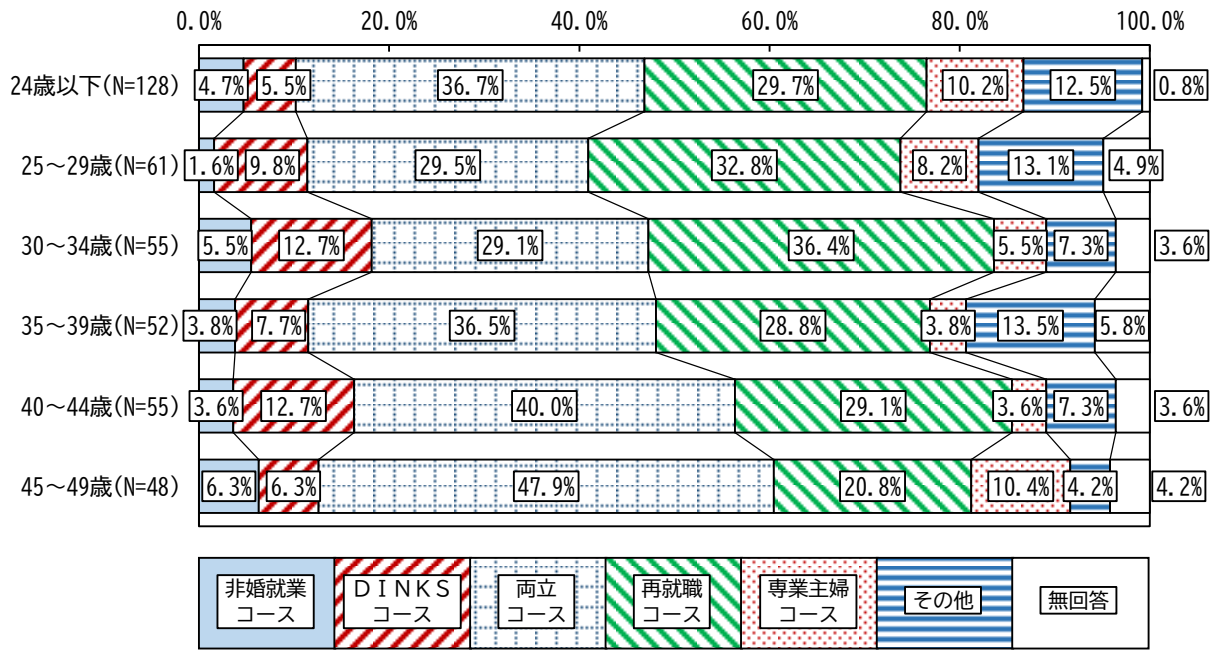 0.0% 20.0% 40.0% 60.0% 80.0% 100.0%
24歳以下(N=128) 4.7% 5.5% 36.7% 29.7% 10.2% 12.5% 0.8%
25～29歳(N=61) 1.6% 9.8% 29.5% 32.8% 8.2% 13.1% 4.9%
30～34歳(N=55) 5.5% 12.7% 29.1% 36.4% 5.5% 7.3% 3.6%
35～39歳(N=52) 3.8% 7.7% 36.5% 28.8% 3.8% 13.5% 5.8%
40～44歳(N=55) 3.6% 12.7% 40.0% 29.1% 3.6% 7.3% 3.6%
45～49歳(N=48) 6.3% 6.3% 47.9% 20.8% 10.4% 4.2% 4.2%
非婚就業
コース
ＤＩＮＫＳ
コース
両立
コース
再就職
コース
専業主婦
コース
その他
無回答